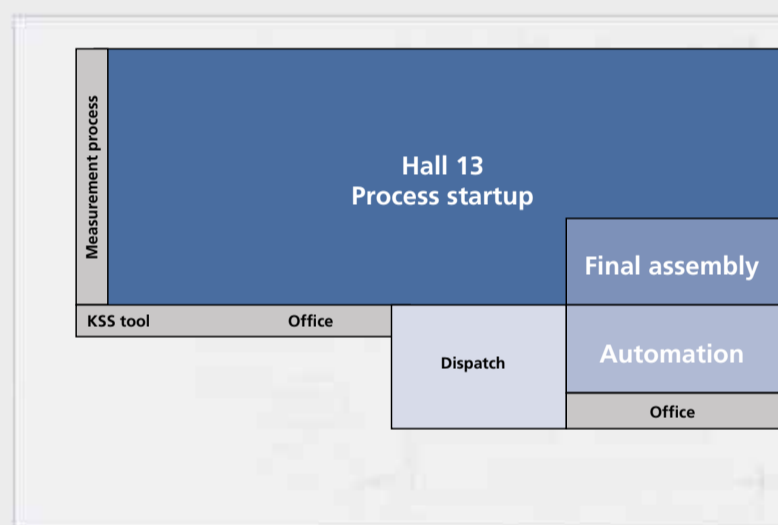 Measurement process
Hall 13
Process startup
Final assembly
KSS tool
Office
Dispatch
Automation
Office